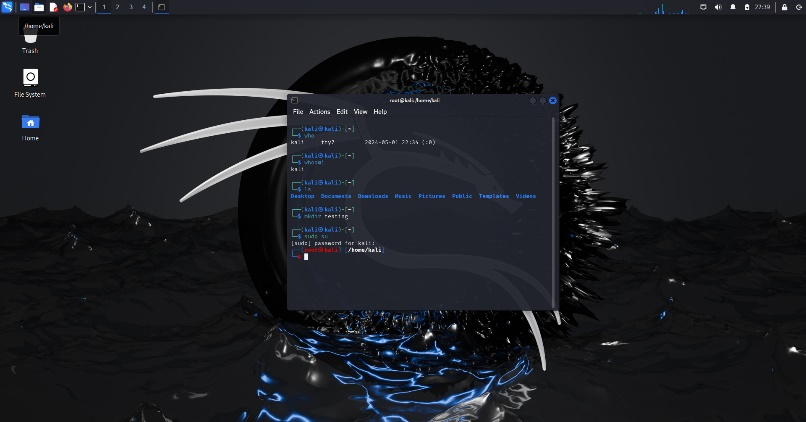 1 2 3 4
22:39
/home/kali
Trash
File System
Home
root@kali:/home/kali
File Actions Edit View Help
┌──(kali㉿kali)-[~]
└─$ who
kali tty7 2024-05-01 22:34 (:0)
┌──(kali㉿kali)-[~]
└─$ whoami
kali
┌──(kali㉿kali)-[~]
└─$ ls
Desktop Documents Downloads Music Pictures Public Templates Videos
┌──(kali㉿kali)-[~]
└─$ mkdir testing
┌──(kali㉿kali)-[~]
└─$ sudo su
[sudo] password for kali:
┌──(root㉿kali)-[/home/kali]
└─#